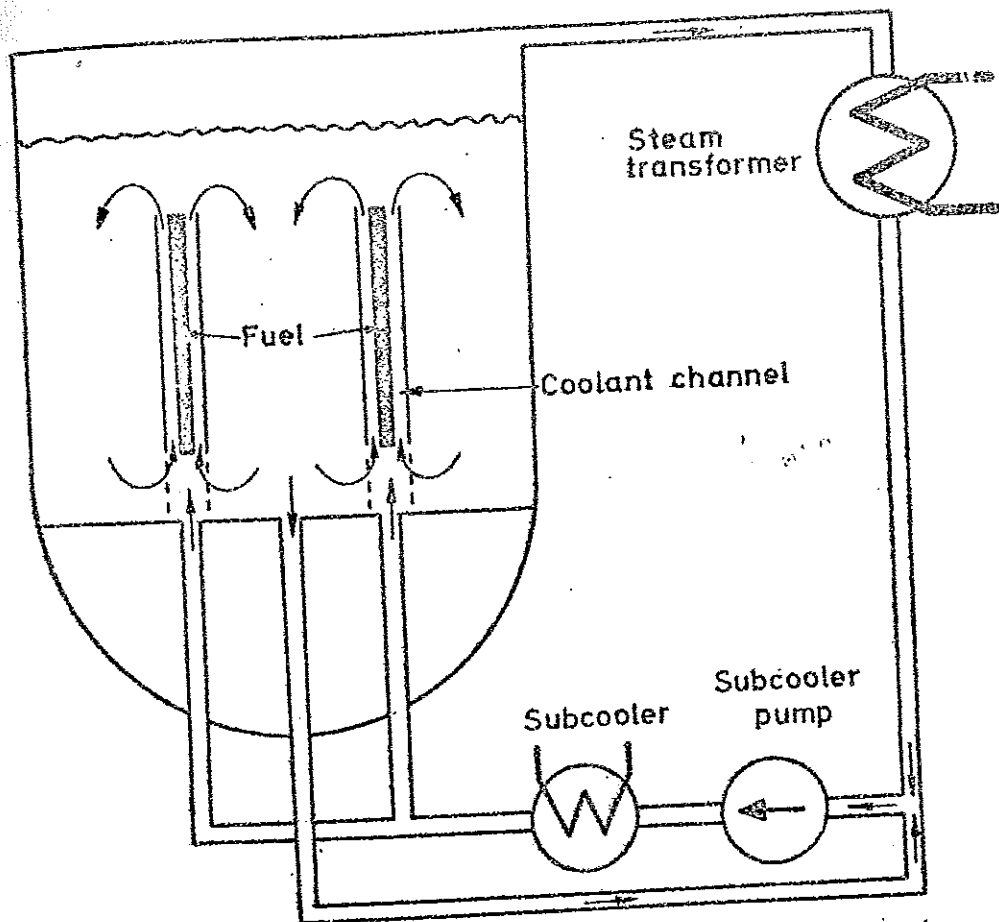 Steam
transformer
Fuel
Coolant channel
Subcooler
pump
Subcooler